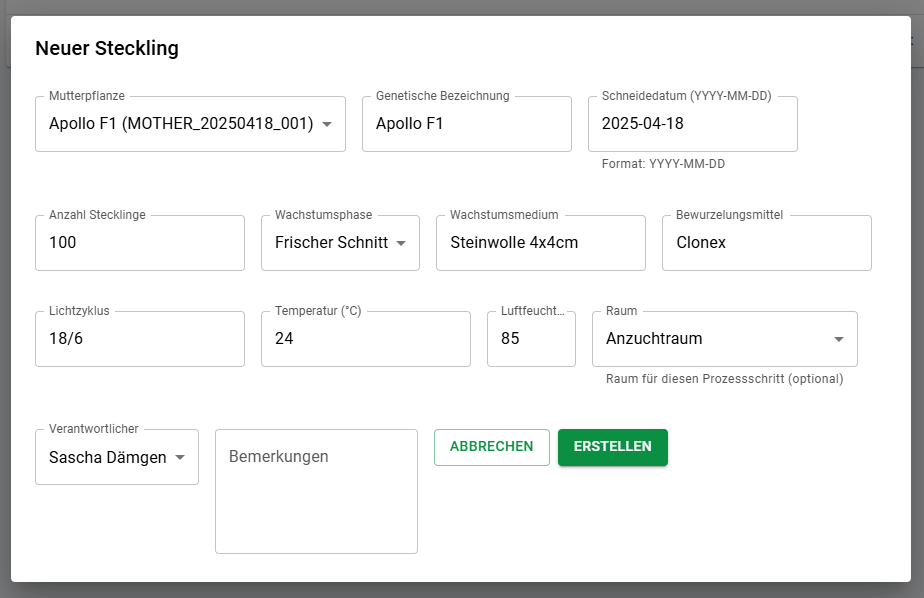 Neuer Steckling
Mutterpflanze
Apollo F1 (MOTHER_20250418_001)
Genetische Bezeichnung
Apollo F1
Schneidedatum (YYYY-MM-DD)
2025-04-18
Format: YYYY-MM-DD
Anzahl Stecklinge
100
Wachstumsphase
Frischer Schnitt
Wachstumsmedium
Steinwolle 4x4cm
Bewurzelungsmittel
Clonex
Lichtzyklus
18/6
Temperatur (°C)
24
Luftfeucht...
85
Raum
Anzuchtraum
Raum für diesen Prozessschritt (optional)
Verantwortlicher
Sascha Dämgen
Bemerkungen
ABBRECHEN
ERSTELLEN